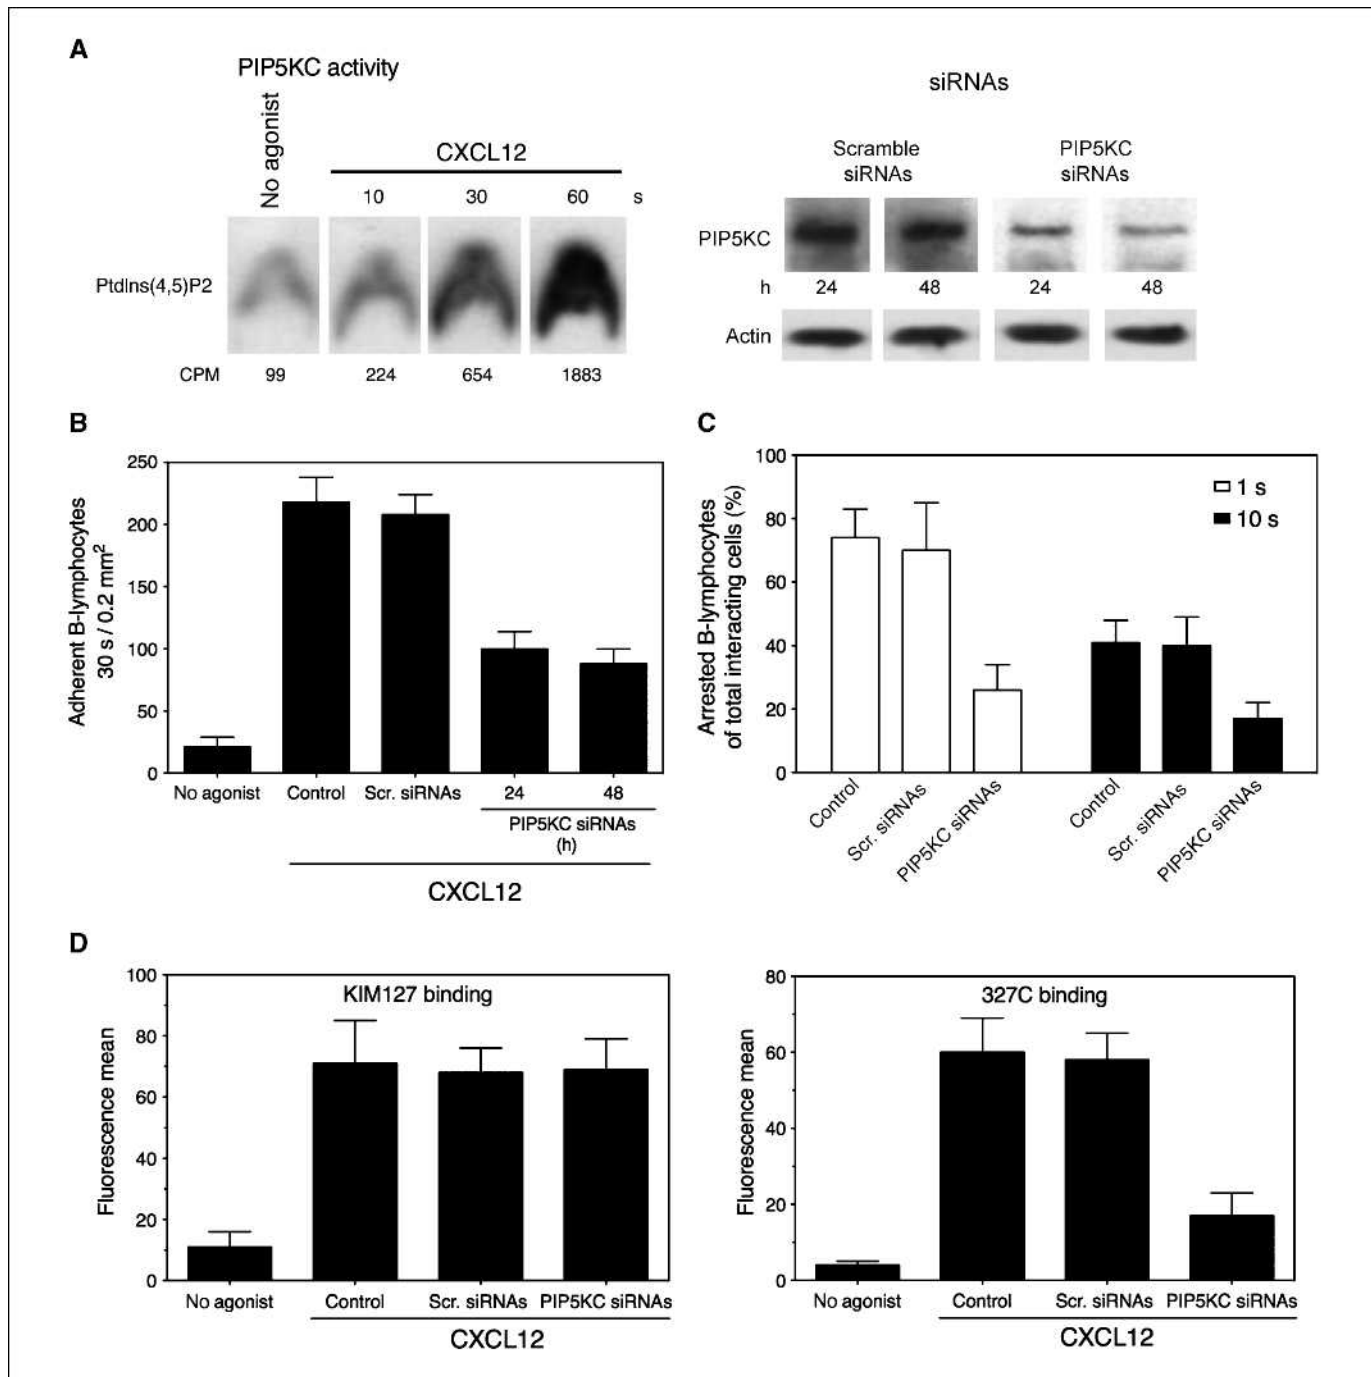 A
PIP5KC activity
No agonist
CXCL12
10 30 60 s
PtdIns(4,5)P2
CPM 99 224 654 1883
siRNAs
Scramble siRNAs
PIP5KC siRNAs
PIP5KC
h 24 48 24 48
Actin
B
Adherent B-lymphocytes
30 s / 0.2 mm²
250
200
150
100
50
0
No agonist Control Scr. siRNAs 24 48
PIP5KC siRNAs
(h)
CXCL12
C
Arrested B-lymphocytes
of total interacting cells (%)
100
80
60
40
20
0
1 s
10 s
Control Scr. siRNAs PIP5KC siRNAs Control Scr. siRNAs PIP5KC siRNAs
D
KIM127 binding
Fluorescence mean
100
80
60
40
20
0
No agonist Control Scr. siRNAs PIP5KC siRNAs
CXCL12
327C binding
Fluorescence mean
80
60
40
20
0
No agonist Control Scr. siRNAs PIP5KC siRNAs
CXCL12